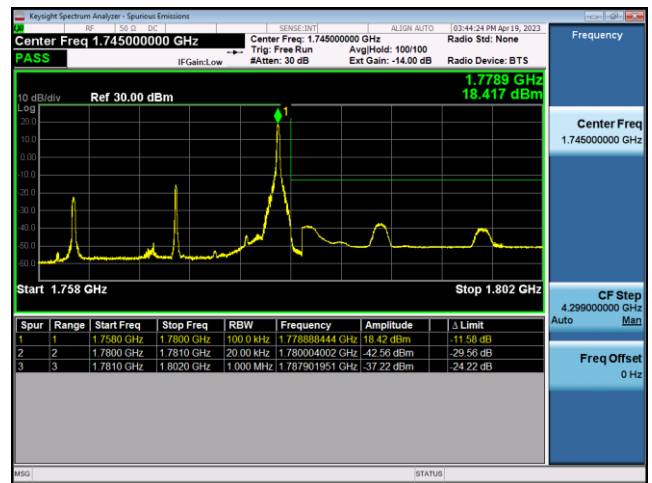 Keysight Spectrum Analyzer - Spurious Emissions
RF 50 Ω DC SENSE:INT ALIGN AUTO 03:44:24 PM Apr 19, 2023
Center Freq 1.745000000 GHz Center Freq: 1.745000000 GHz Radio Std: None
Trig: Free Run Avg|Hold: 100/100
PASS IFGain:Low #Atten: 30 dB Ext Gain: -14.00 dB Radio Device: BTS
1.7789 GHz
10 dB/div Ref 30.00 dBm 18.417 dBm
Log
20.0
10.0
0.00
-10.0
-20.0
-30.0
-40.0
-50.0
-60.0
1
Start 1.758 GHz Stop 1.802 GHz
Spur Range Start Freq Stop Freq RBW Frequency Amplitude Δ Limit
1 1 1.7580 GHz 1.7800 GHz 100.0 kHz 1.778888444 GHz 18.42 dBm -11.58 dB
2 2 1.7800 GHz 1.7810 GHz 20.00 kHz 1.780004002 GHz -42.56 dBm -29.56 dB
3 3 1.7810 GHz 1.8020 GHz 1.000 MHz 1.787901951 GHz -37.22 dBm -24.22 dB
Frequency
Center Freq
1.745000000 GHz
CF Step
4.299000000 GHz
Auto Man
Freq Offset
0 Hz
MSG STATUS